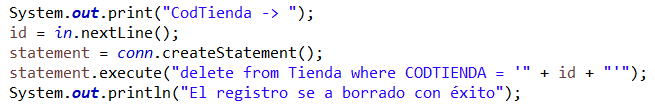 System.out.print("CodTienda -> ");
id = in.nextLine();
statement = conn.createStatement();
statement.execute("delete from Tienda where CODTIENDA = '" + id + "'");
System.out.println("El registro se a borrado con éxito");